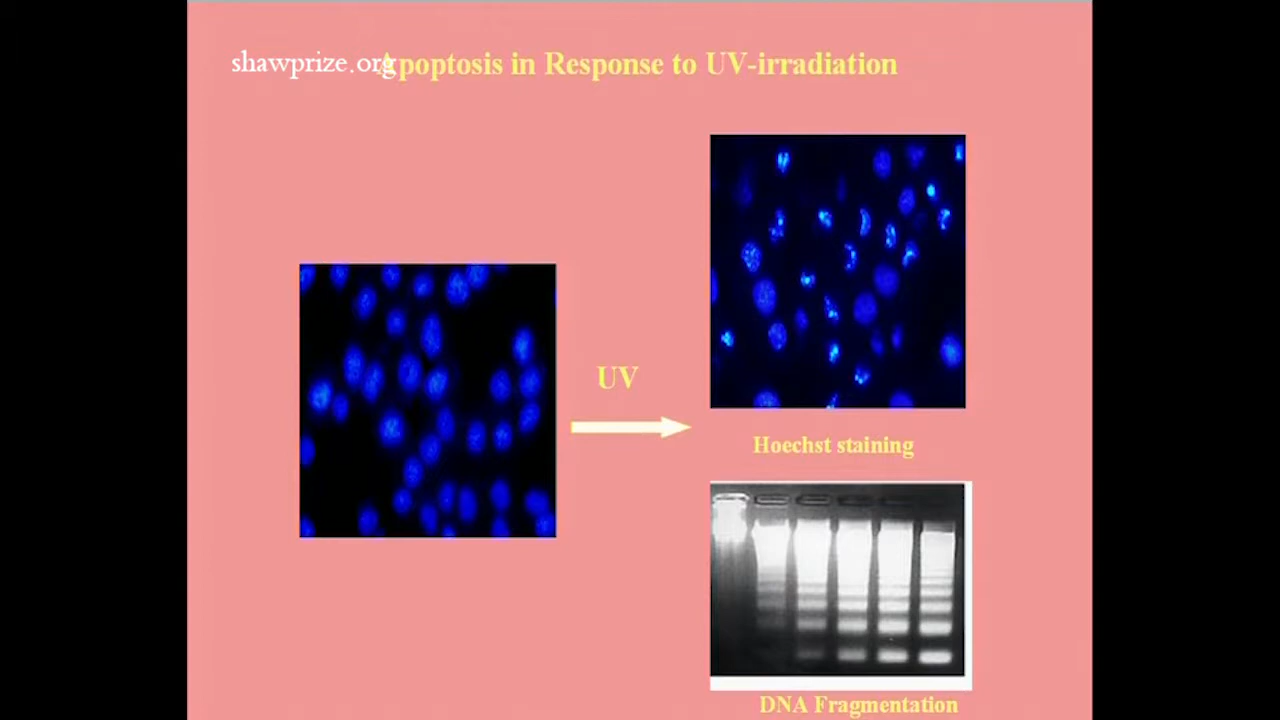 shawprize.org
Apoptosis in Response to UV-irradiation
UV
Hoechst staining
DNA Fragmentation